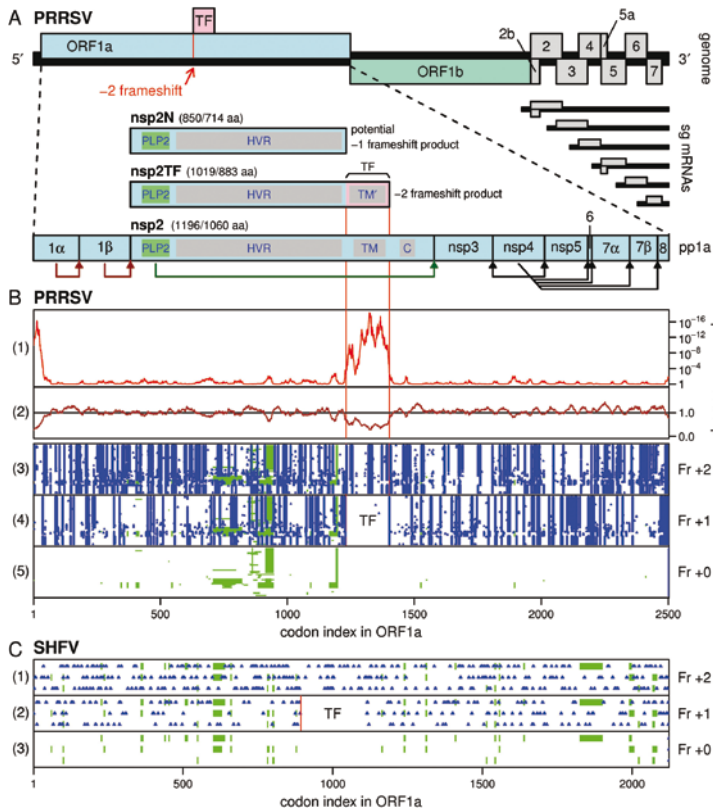 A PRRSV
TF
5a
2b 2 4 6
5′ ORF1a 3′ genome
ORF1b 3 5 7
−2 frameshift
nsp2N (850/714 aa) potential
PLP2 HVR −1 frameshift product
sg mRNAs
nsp2TF (1019/883 aa) TF
PLP2 HVR TM′ −2 frameshift product
nsp2 (1196/1060 aa) 6
1α 1β PLP2 HVR TM C nsp3 nsp4 nsp5 7α 7β 8 pp1a
B PRRSV
(1) 10⁻¹⁶
10⁻¹²
10⁻⁸
10⁻⁴
1
(2) 1.0
0.0
(3) Fr +2
(4) TF Fr +1
(5) Fr +0
1 500 1000 1500 2000 2500
codon index in ORF1a
C SHFV
(1) Fr +2
(2) TF Fr +1
(3) Fr +0
1 500 1000 1500 2000
codon index in ORF1a